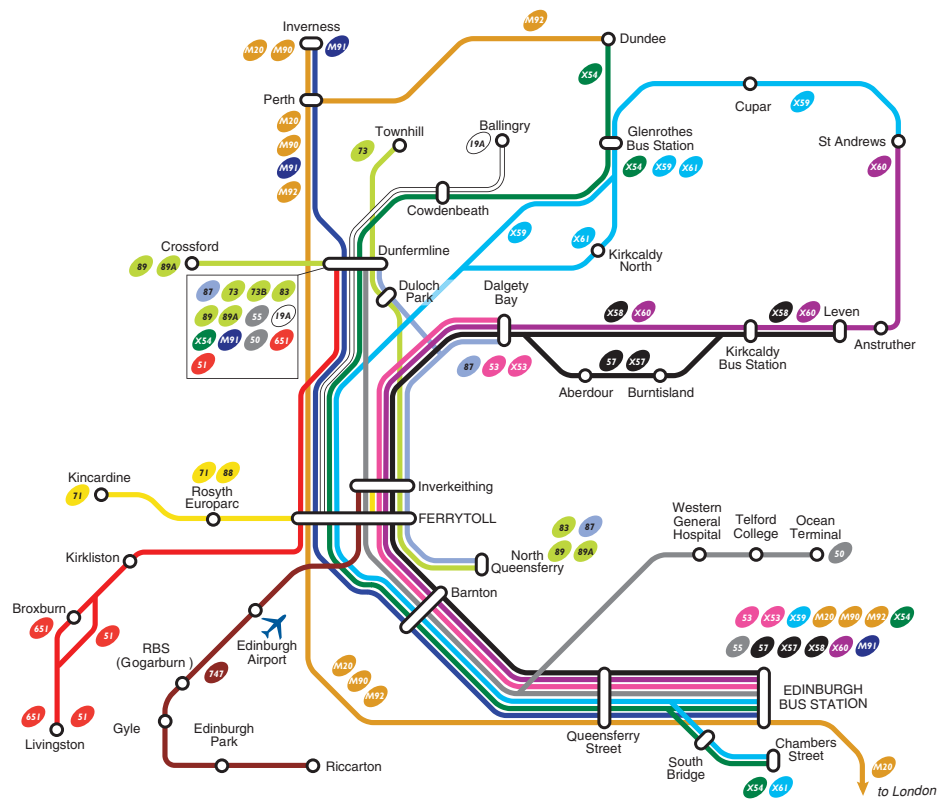 M92
Inverness
M20 M90
M91
Dundee
X54
Perth
Cupar
X59
M20
M90
M91
M92
Townhill
73
Ballingry
19A
Glenrothes
Bus Station
X54 X59 X61
St Andrews
X60
Cowdenbeath
X59
X61
Kirkcaldy
North
Crossford
89 89A
Dunfermline
87 73 73B 83
89 89A 55 19A
X54 M91 50 651
51
Duloch
Park
Dalgety
Bay
X58 X60
X58 X60
Leven
Anstruther
Kirkcaldy
Bus Station
87 53 X53
57 X57
Aberdour
Burntisland
Kincardine
71
71 88
Rosyth
Europarc
Inverkeithing
FERRYTOLL
83 87
89 89A
North
Queensferry
Western
General
Hospital
Telford
College
Ocean
Terminal
50
Kirkliston
Broxburn
651
51
651
51
Livingston
Barnton
Edinburgh
Airport
RBS
(Gogarburn )
747
Gyle
Edinburgh
Park
Riccarton
M20
M90
M92
53 X53 X59 M20 M90 M92 X54
55 57 X57 X58 X60 M91
EDINBURGH
BUS STATION
Queensferry
Street
South
Bridge
Chambers
Street
X54 X61
M20
to London